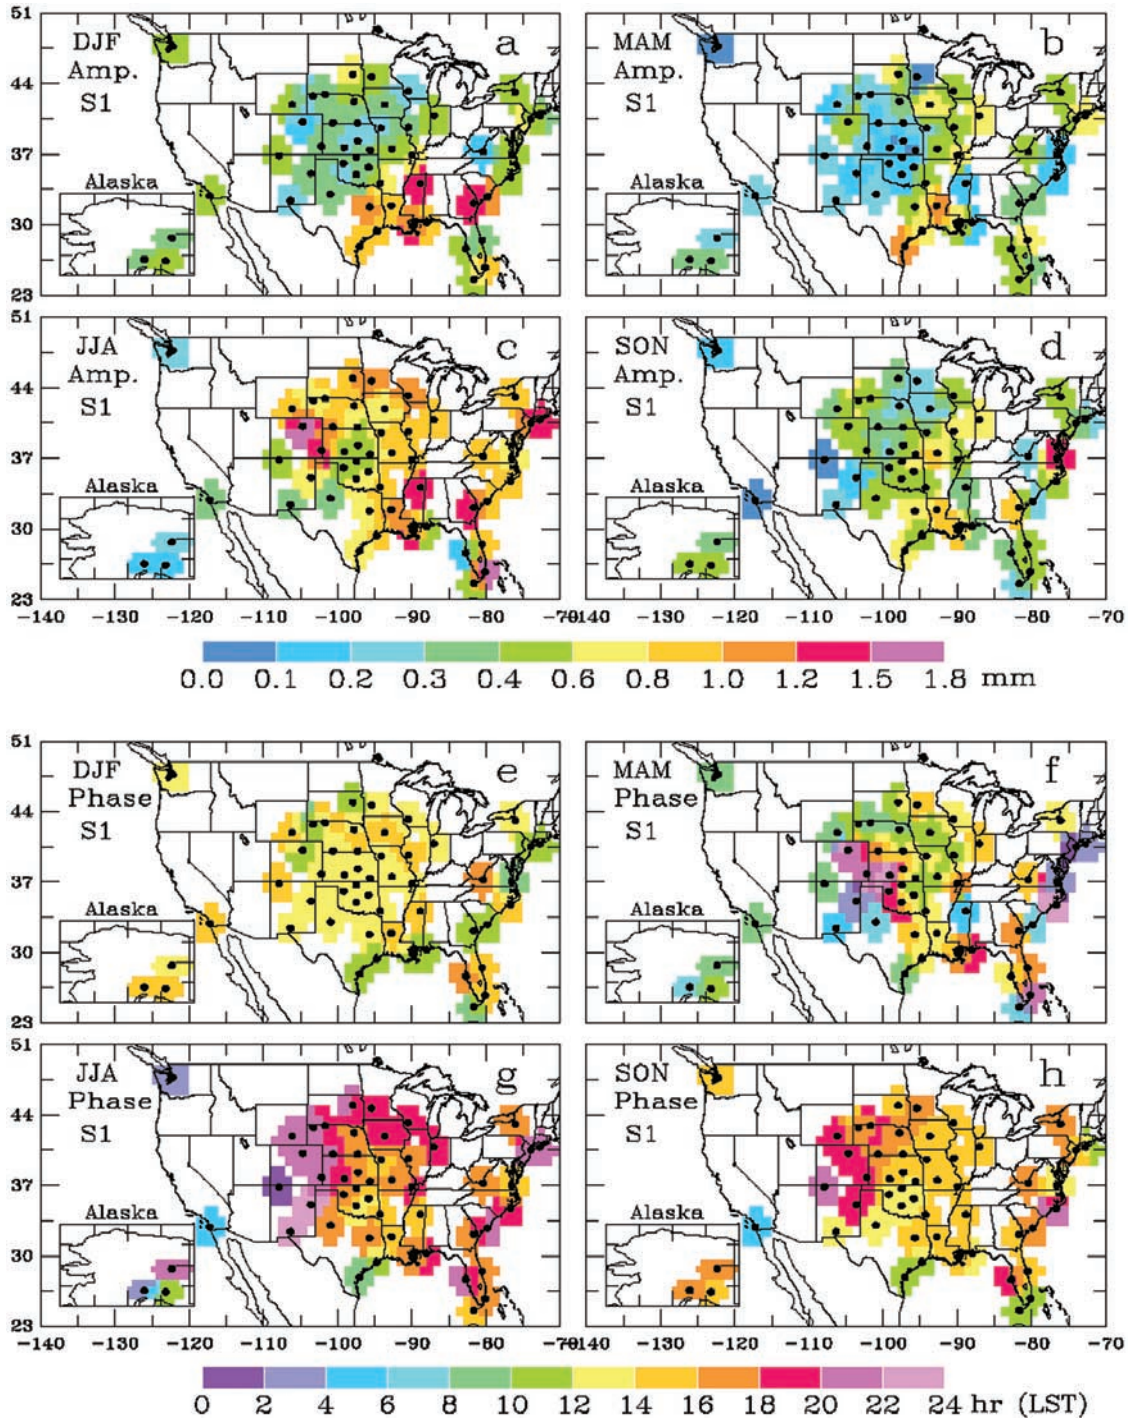 51
44
37
30
23
DJF
Amp.
S1
a
Alaska
MAM
Amp.
S1
b
Alaska
51
44
37
30
23
JJA
Amp.
S1
c
Alaska
SON
Amp.
S1
d
Alaska
-140 -130 -120 -110 -100 -90 -80 -70
-140 -130 -120 -110 -100 -90 -80 -70
0.0 0.1 0.2 0.3 0.4 0.6 0.8 1.0 1.2 1.5 1.8 mm
51
44
37
30
23
DJF
Phase
S1
e
Alaska
MAM
Phase
S1
f
Alaska
51
44
37
30
23
JJA
Phase
S1
g
Alaska
SON
Phase
S1
h
Alaska
-140 -130 -120 -110 -100 -90 -80 -70
-140 -130 -120 -110 -100 -90 -80 -70
0 2 4 6 8 10 12 14 16 18 20 22 24 hr (LST)